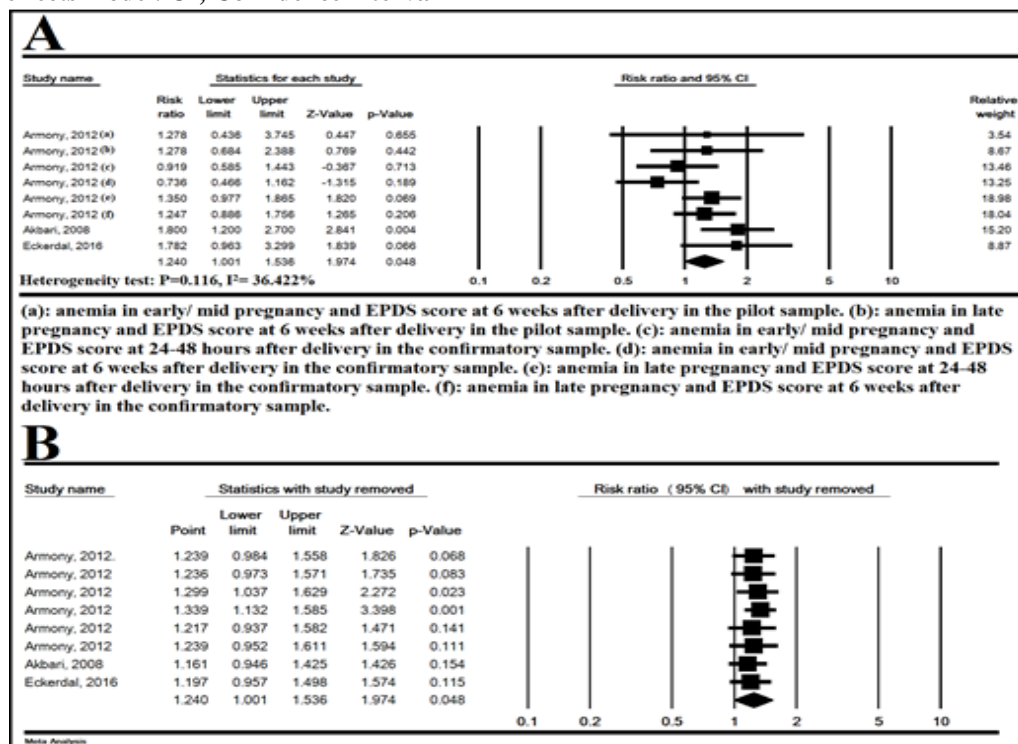 A
Study name Statistics for each study Risk ratio and 95% CI
Risk ratio Lower limit Upper limit Z-Value p-Value Relative weight
Armony, 2012 (a) 1.278 0.436 3.745 0.447 0.655 3.54
Armony, 2012 (b) 1.278 0.684 2.388 0.769 0.442 8.67
Armony, 2012 (c) 0.919 0.585 1.443 -0.367 0.713 13.46
Armony, 2012 (d) 0.736 0.466 1.162 -1.315 0.189 13.25
Armony, 2012 (e) 1.350 0.977 1.865 1.820 0.069 18.98
Armony, 2012 (f) 1.247 0.886 1.756 1.265 0.206 18.04
Akbari, 2008 1.800 1.200 2.700 2.841 0.004 15.20
Eckerdal, 2016 1.782 0.963 3.299 1.839 0.066 8.87
1.240 1.001 1.536 1.974 0.048
0.1 0.2 0.5 1 2 5 10
Heterogeneity test: P=0.116, I²= 36.422%
(a): anemia in early/ mid pregnancy and EPDS score at 6 weeks after delivery in the pilot sample. (b): anemia in late
pregnancy and EPDS score at 6 weeks after delivery in the pilot sample. (c): anemia in early/ mid pregnancy and
EPDS score at 24-48 hours after delivery in the confirmatory sample. (d): anemia in early/ mid pregnancy and EPDS
score at 6 weeks after delivery in the confirmatory sample. (e): anemia in late pregnancy and EPDS score at 24-48
hours after delivery in the confirmatory sample. (f): anemia in late pregnancy and EPDS score at 6 weeks after
delivery in the confirmatory sample.
B
Study name Statistics with study removed Risk ratio (95% CI) with study removed
Point Lower limit Upper limit Z-Value p-Value
Armony, 2012. 1.239 0.984 1.558 1.826 0.068
Armony, 2012 1.236 0.973 1.571 1.735 0.083
Armony, 2012 1.299 1.037 1.629 2.272 0.023
Armony, 2012 1.339 1.132 1.585 3.398 0.001
Armony, 2012 1.217 0.937 1.582 1.471 0.141
Armony, 2012 1.239 0.952 1.611 1.594 0.111
Akbari, 2008 1.161 0.946 1.425 1.426 0.154
Eckerdal, 2016 1.197 0.957 1.498 1.574 0.115
1.240 1.001 1.536 1.974 0.048
0.1 0.2 0.5 1 2 5 10
Meta Analysis